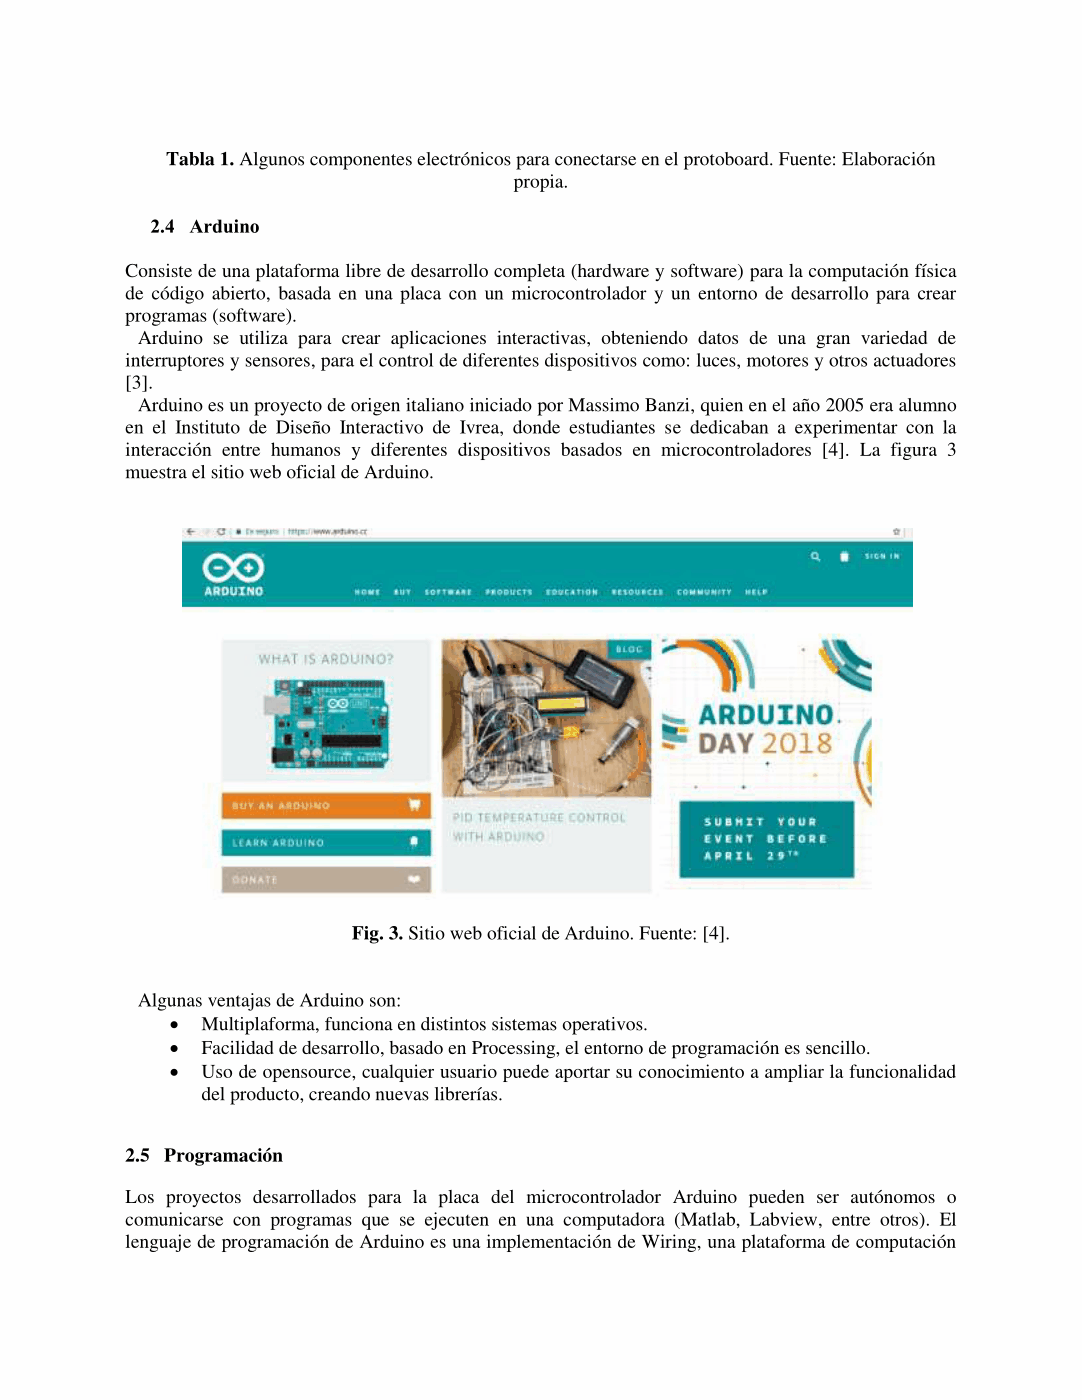 Tabla 1. Algunos componentes electrónicos para conectarse en el protoboard. Fuente: Elaboración
propia.
2.4 Arduino
Consiste de una plataforma libre de desarrollo completa (hardware y software) para la computación física
de código abierto, basada en una placa con un microcontrolador y un entorno de desarrollo para crear
programas (software).
Arduino se utiliza para crear aplicaciones interactivas, obteniendo datos de una gran variedad de
interruptores y sensores, para el control de diferentes dispositivos como: luces, motores y otros actuadores
[3].
Arduino es un proyecto de origen italiano iniciado por Massimo Banzi, quien en el año 2005 era alumno
en el Instituto de Diseño Interactivo de Ivrea, donde estudiantes se dedicaban a experimentar con la
interacción entre humanos y diferentes dispositivos basados en microcontroladores [4]. La figura 3
muestra el sitio web oficial de Arduino.
Es seguro | https://www.arduino.cc
SIGN IN
ARDUINO
HOME BUY SOFTWARE PRODUCTS EDUCATION RESOURCES COMMUNITY HELP
WHAT IS ARDUINO?
BUY AN ARDUINO
LEARN ARDUINO
DONATE
BLOG
PID TEMPERATURE CONTROL
WITH ARDUINO
ARDUINO
DAY 2018
SUBMIT YOUR
EVENT BEFORE
APRIL 29TH
Fig. 3. Sitio web oficial de Arduino. Fuente: [4].
Algunas ventajas de Arduino son:
• Multiplaforma, funciona en distintos sistemas operativos.
• Facilidad de desarrollo, basado en Processing, el entorno de programación es sencillo.
• Uso de opensource, cualquier usuario puede aportar su conocimiento a ampliar la funcionalidad
del producto, creando nuevas librerías.
2.5 Programación
Los proyectos desarrollados para la placa del microcontrolador Arduino pueden ser autónomos o
comunicarse con programas que se ejecuten en una computadora (Matlab, Labview, entre otros). El
lenguaje de programación de Arduino es una implementación de Wiring, una plataforma de computación